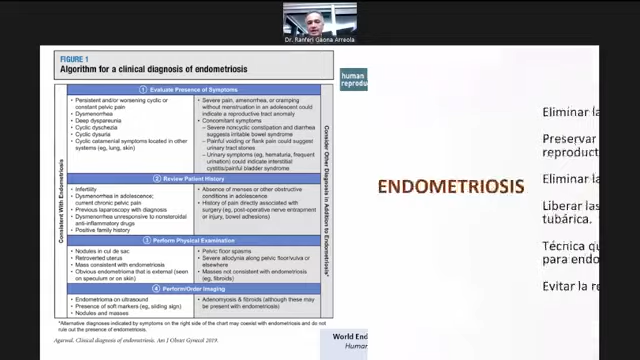 Dr. Ranferi Gaona Arreola
FIGURE 1
Algorithm for a clinical diagnosis of endometriosis
1 Evaluate Presence of Symptoms
• Persistent and/or worsening cyclic or
constant pelvic pain
• Dysmenorrhea
• Deep dyspareunia
• Cyclic dyschezia
• Cyclic dysuria
• Cyclic catamenial symptoms located in other
systems (eg, lung, skin)
• Severe pain, amenorrhea, or cramping
without menstruation in an adolescent could
indicate a reproductive tract anomaly
• Concomitant symptoms
– Severe noncyclic constipation and diarrhea
suggests irritable bowel syndrome
– Painful voiding or flank pain could suggest
urinary tract stones
– Urinary symptoms (eg, hematuria, frequent
urination) could indicate interstitial
cystitis/painful bladder syndrome
2 Review Patient History
• Infertility
• Dysmenorrhea in adolescence;
current chronic pelvic pain
• Previous laparoscopy with diagnosis
• Dysmenorrhea unresponsive to nonsteroidal
anti-inflammatory drugs
• Positive family history
• Absence of menses or other obstructive
conditions in adolescence
• History of pain directly associated with
surgery (eg, post-operative nerve entrapment
or injury, bowel adhesions)
3 Perform Physical Examination
• Nodules in cul de sac
• Retroverted uterus
• Mass consistent with endometriosis
• Obvious endometrioma that is external (seen
on speculum or on skin)
• Pelvic floor spasms
• Severe allodynia along pelvic floor/vulva or
elsewhere
• Masses not consistent with endometriosis
(eg, fibroids)
4 Perform/Order Imaging
• Endometrioma on ultrasound
• Presence of soft markers (eg, sliding sign)
• Nodules and masses
• Adenomyosis & fibroids (although these may
be present with endometriosis)
Consistent With Endometriosis
Consider Other Diagnosis in Addition to Endometriosis*
*Alternative diagnoses indicated by symptoms on the right side of the chart may coexist with endometriosis and do not
rule out the presence of endometriosis.
Agarwal. Clinical diagnosis of endometriosis. Am J Obstet Gynecol 2019.
human
reprodu
World End
Human
ENDOMETRIOSIS
Eliminar la
Preservar
reproduct
Eliminar la
Liberar las
tubárica.
Técnica qu
para endo
Evitar la re